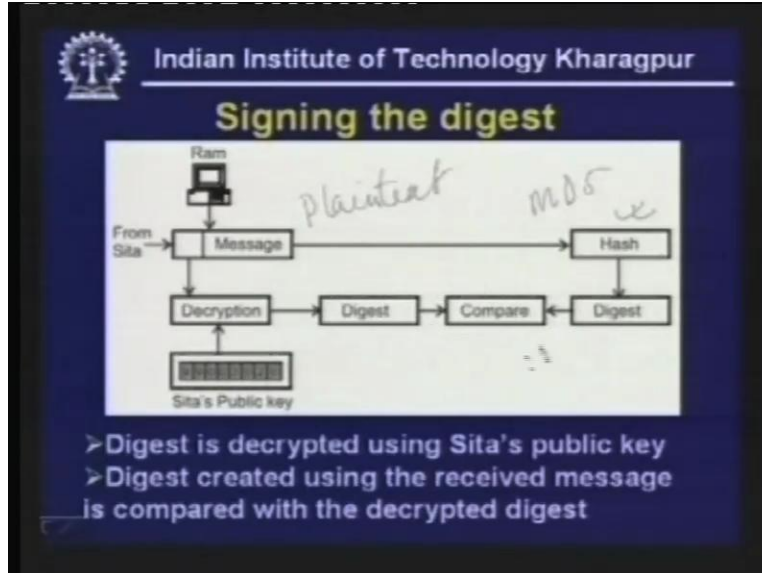 Indian Institute of Technology Kharagpur
Signing the digest
Ram
Plaintext
MD5
From
Sita
Message
Hash
Decryption
Digest
Compare
Digest
Sita's Public key
➢Digest is decrypted using Sita's public key
➢Digest created using the received message
is compared with the decrypted digest